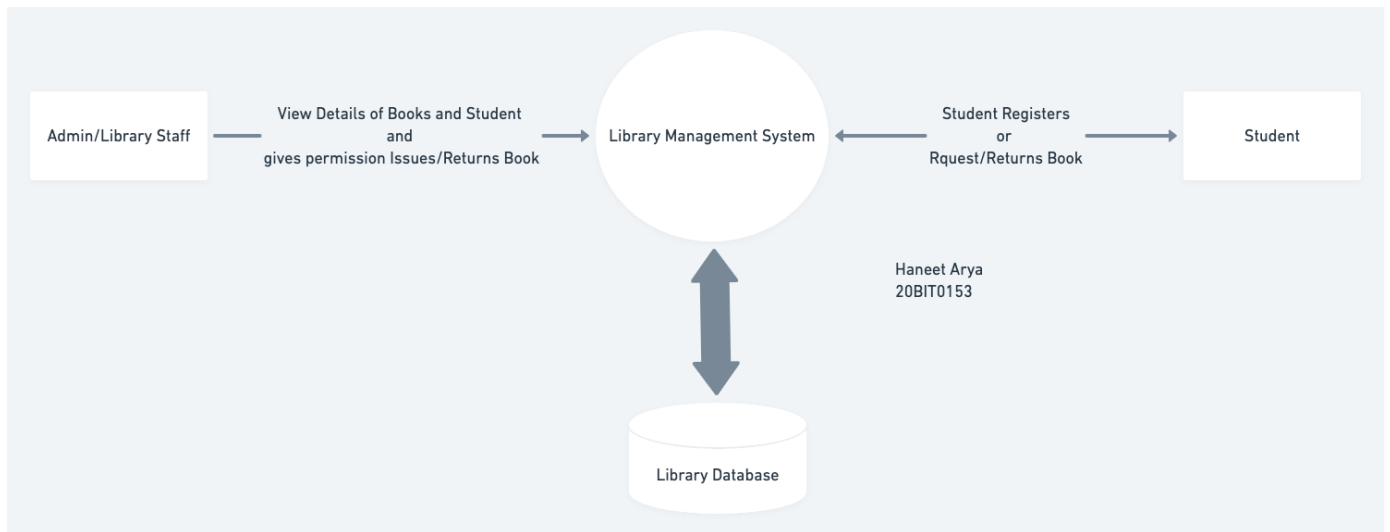 Admin/Library Staff
View Details of Books and Student
and
gives permission Issues/Returns Book
Library Management System
Student Registers
or
Rquest/Returns Book
Student
Haneet Arya
20BIT0153
Library Database